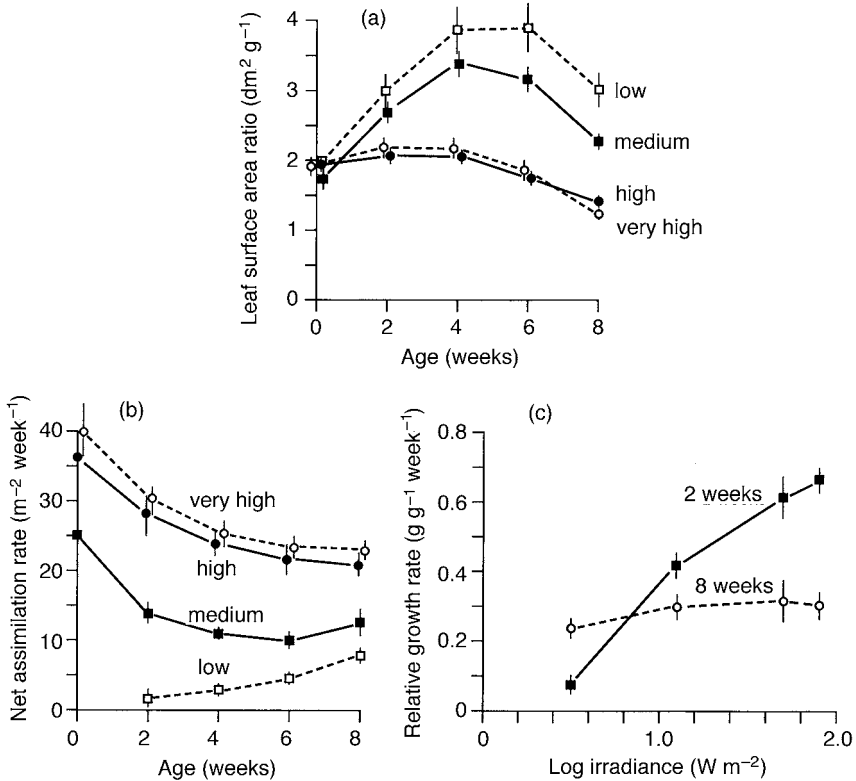 (a)
Leaf surface area ratio (dm² g⁻¹)
4
3
2
1
0
low
medium
high
very high
0 2 4 6 8
Age (weeks)
(b)
Net assimilation rate (m⁻² week⁻¹)
40
30
25
10
0
very high
high
medium
low
0 2 4 6 8
Age (weeks)
(c)
Relative growth rate (g g⁻¹ week⁻¹)
0.8
0.6
0.4
0.2
0
2 weeks
8 weeks
0 1.0 2.0
Log irradiance (W m⁻²)